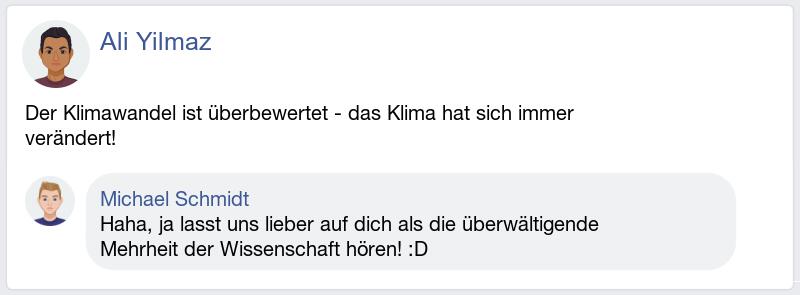 Ali Yilmaz
Der Klimawandel ist überbewertet - das Klima hat sich immer
verändert!
Michael Schmidt
Haha, ja lasst uns lieber auf dich als die überwältigende
Mehrheit der Wissenschaft hören! :D